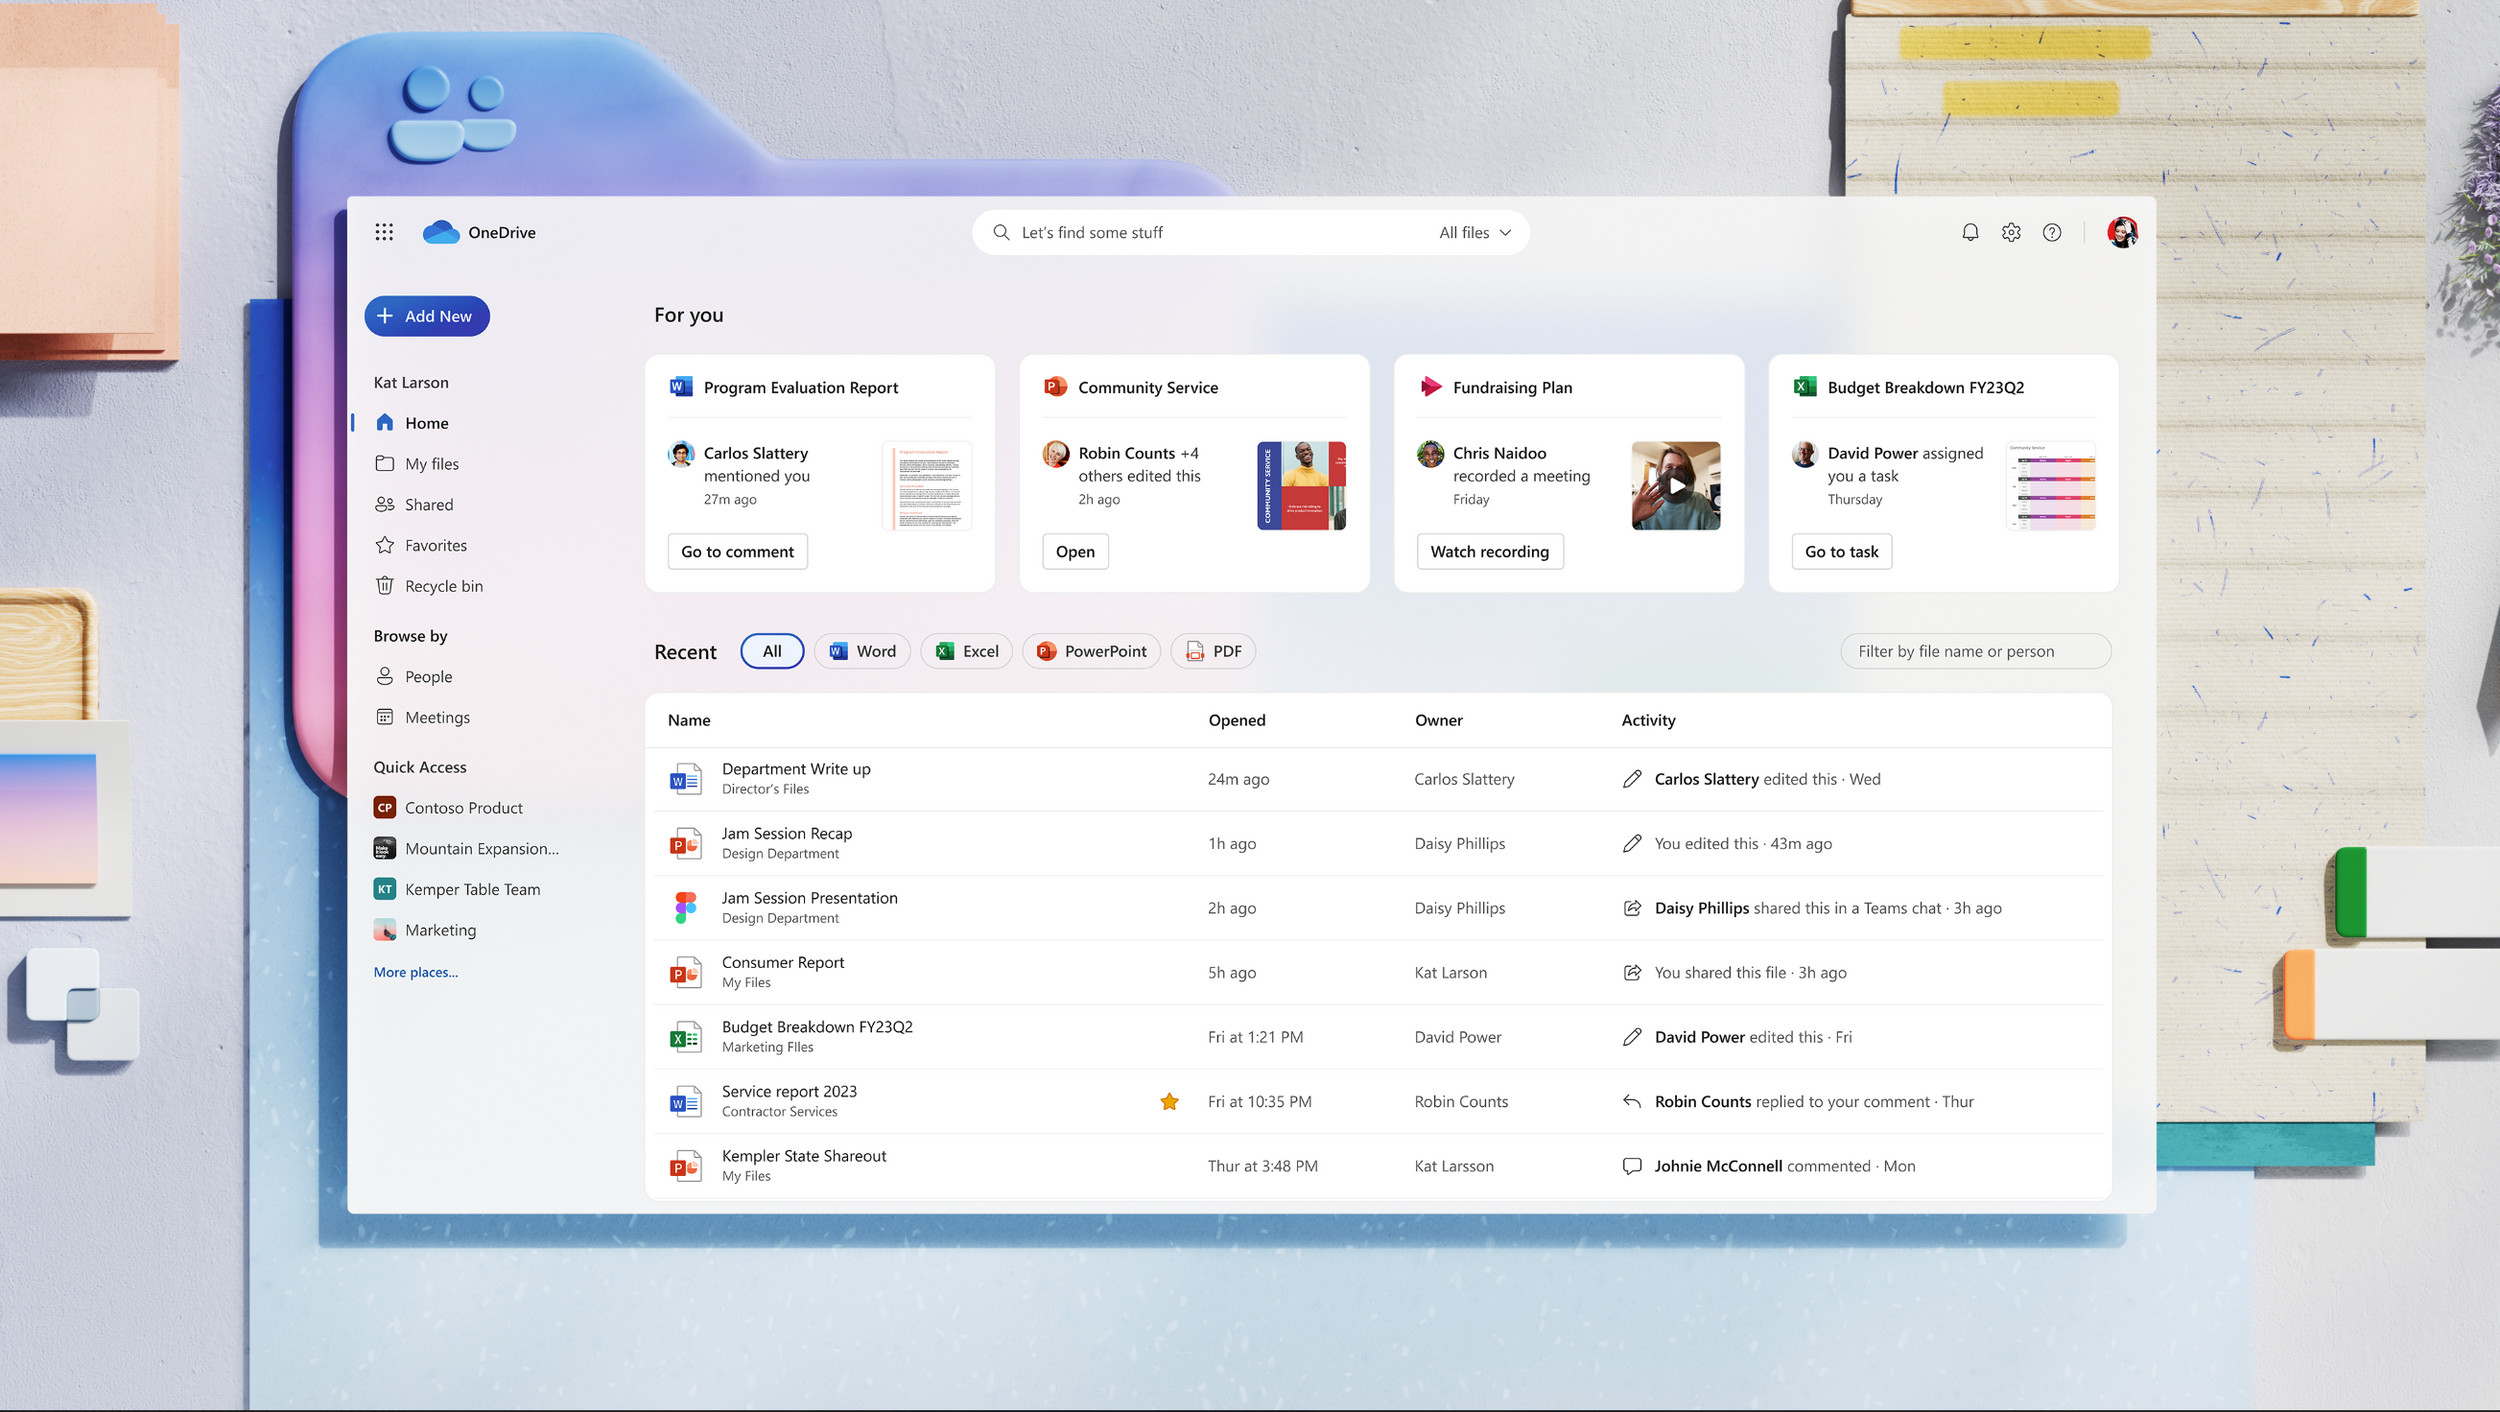 OneDrive
Let's find some stuff
All files
Add New
Kat Larson
Home
My files
Shared
Favorites
Recycle bin
Browse by
People
Meetings
Quick Access
CP Contoso Product
Mountain Expansion...
KT Kemper Table Team
Marketing
More places...
For you
Program Evaluation Report
Carlos Slattery
mentioned you
27m ago
Go to comment
Community Service
Robin Counts +4
others edited this
2h ago
COMMUNITY SERVICE
Open
Fundraising Plan
Chris Naidoo
recorded a meeting
Friday
Watch recording
Budget Breakdown FY23Q2
David Power assigned
you a task
Thursday
Community Service
Go to task
Recent
All
Word
Excel
PowerPoint
PDF
Filter by file name or person
Name Opened Owner Activity
Department Write up
Director's Files
24m ago
Carlos Slattery
Carlos Slattery edited this · Wed
Jam Session Recap
Design Department
1h ago
Daisy Phillips
You edited this · 43m ago
Jam Session Presentation
Design Department
2h ago
Daisy Phillips
Daisy Phillips shared this in a Teams chat · 3h ago
Consumer Report
My Files
5h ago
Kat Larson
You shared this file · 3h ago
Budget Breakdown FY23Q2
Marketing FIles
Fri at 1:21 PM
David Power
David Power edited this · Fri
Service report 2023
Contractor Services
Fri at 10:35 PM
Robin Counts
Robin Counts replied to your comment · Thur
Kempler State Shareout
My Files
Thur at 3:48 PM
Kat Larsson
Johnie McConnell commented · Mon